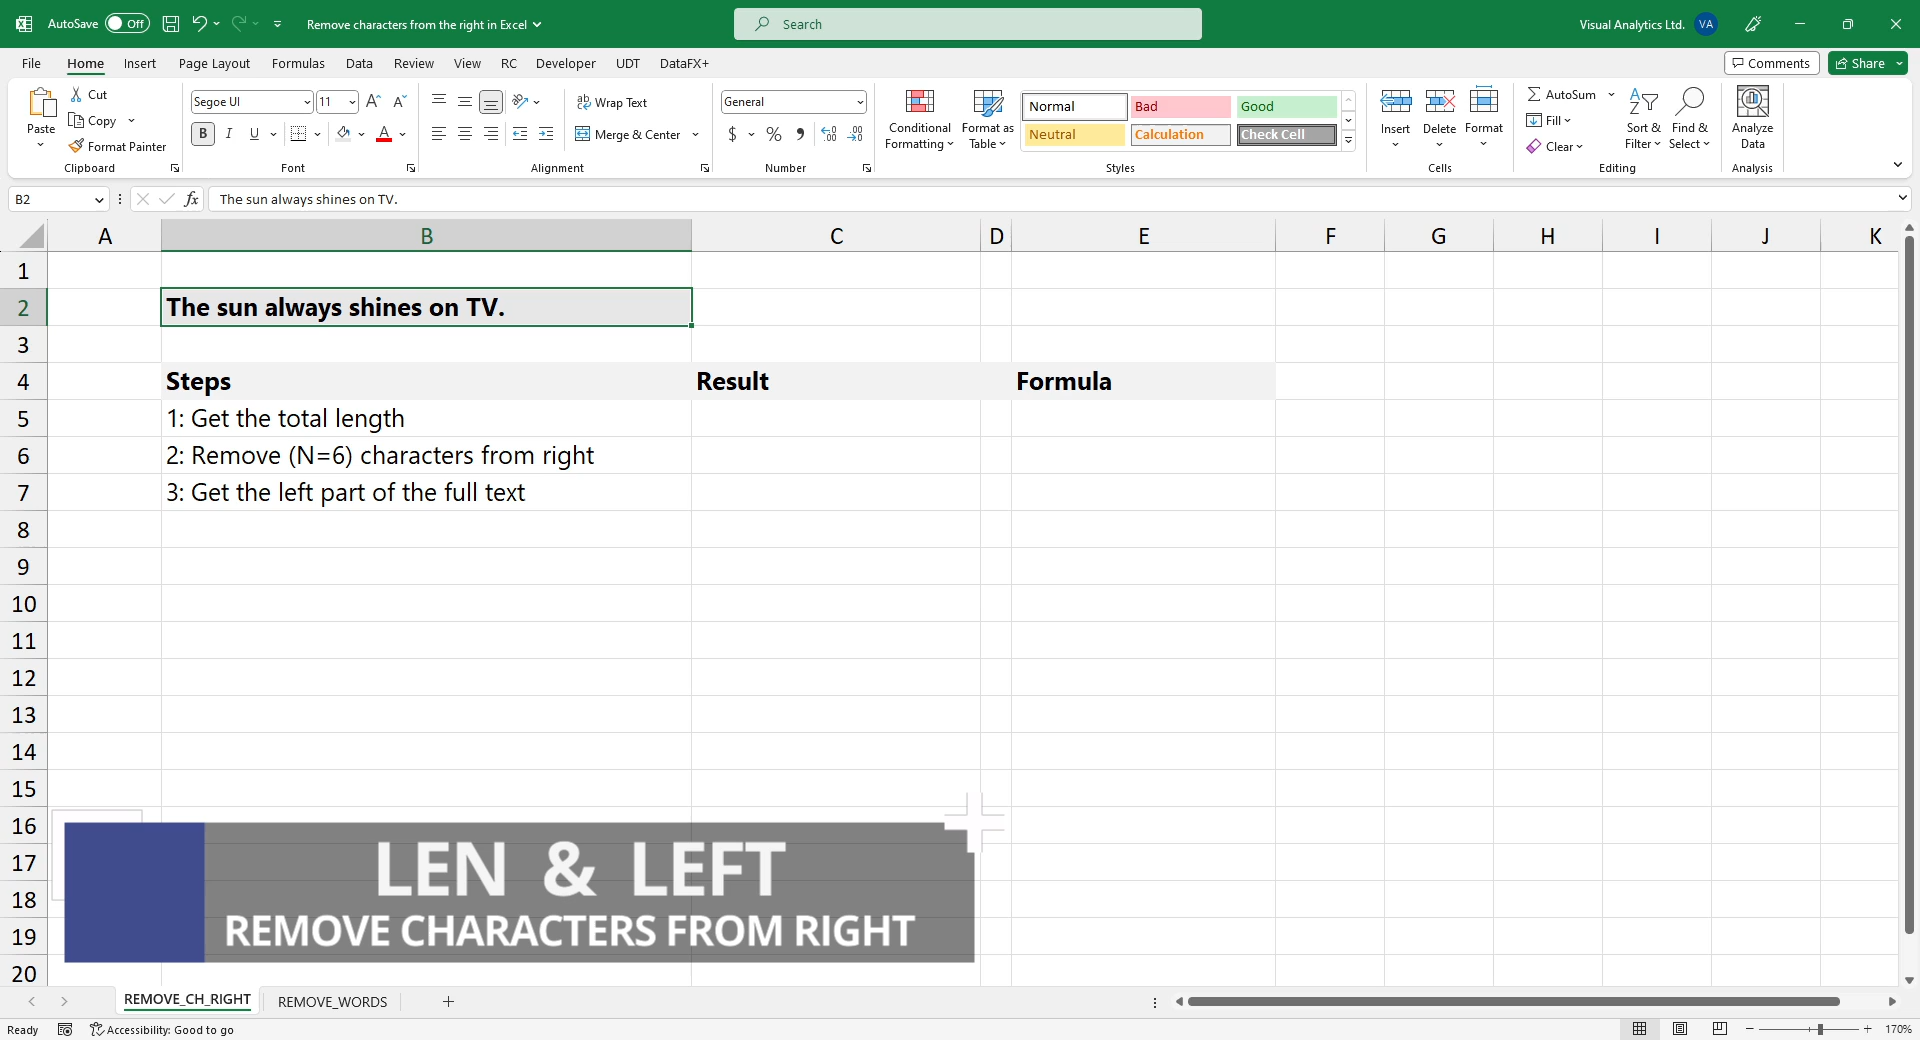 AutoSave Off Remove characters from the right in Excel Search Visual Analytics Ltd. VA
File Home Insert Page Layout Formulas Data Review View RC Developer UDT DataFX+ Comments Share
Paste Cut Copy Format Painter Clipboard
Segoe UI 11 B I U A Font
ab Wrap Text Merge & Center Alignment
General $ % Number
Conditional Formatting Format as Table Normal Bad Good Neutral Calculation Check Cell Styles
Insert Delete Format Cells
AutoSum Fill Clear Sort & Filter Find & Select Editing
Analyze Data Analysis
B2 fx The sun always shines on TV.
A B C D E F G H I J K
1
2 The sun always shines on TV.
3
4 Steps Result Formula
5 1: Get the total length
6 2: Remove (N=6) characters from right
7 3: Get the left part of the full text
8
9
10
11
12
13
14
15
16
17
18
19
20
LEN & LEFT
REMOVE CHARACTERS FROM RIGHT
REMOVE_CH_RIGHT REMOVE_WORDS
Ready Accessibility: Good to go 170%